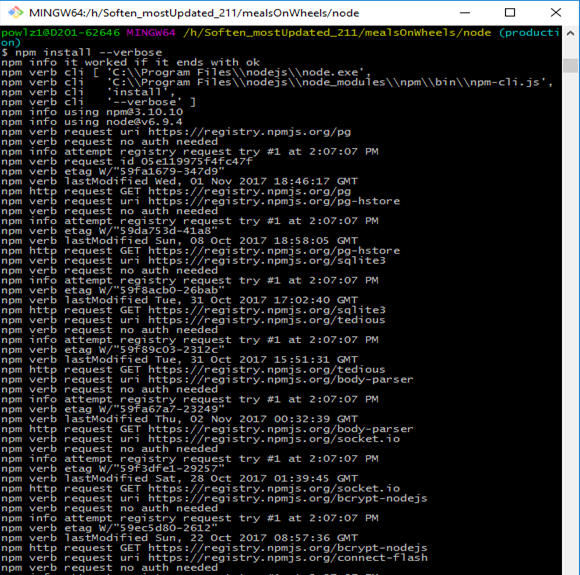 MINGW64:/h/Soften_mostUpdated_211/mealsOnWheels/node
powlz1@D201-62646 MINGW64 /h/Soften_mostUpdated_211/mealsOnWheels/node (producti
on)
$ npm install --verbose
npm info it worked if it ends with ok
npm verb cli [ 'C:\\Program Files\\nodejs\\node.exe',
npm verb cli   'C:\\Program Files\\nodejs\\node_modules\\npm\\bin\\npm-cli.js',
npm verb cli   'install',
npm verb cli   '--verbose' ]
npm info using npm@3.10.10
npm info using node@v6.9.4
npm verb request uri https://registry.npmjs.org/pg
npm verb request no auth needed
npm info attempt registry request try #1 at 2:07:07 PM
npm verb request id 05e119975f4fc47f
npm verb etag W/"59fa1679-347d9"
npm verb lastModified Wed, 01 Nov 2017 18:46:17 GMT
npm http request GET https://registry.npmjs.org/pg
npm verb request uri https://registry.npmjs.org/pg-hstore
npm verb request no auth needed
npm info attempt registry request try #1 at 2:07:07 PM
npm verb etag W/"59da753d-41a8"
npm verb lastModified Sun, 08 Oct 2017 18:58:05 GMT
npm http request GET https://registry.npmjs.org/pg-hstore
npm verb request uri https://registry.npmjs.org/sqlite3
npm verb request no auth needed
npm info attempt registry request try #1 at 2:07:07 PM
npm verb etag W/"59f8acb0-26bab"
npm verb lastModified Tue, 31 Oct 2017 17:02:40 GMT
npm http request GET https://registry.npmjs.org/sqlite3
npm verb request uri https://registry.npmjs.org/tedious
npm verb request no auth needed
npm info attempt registry request try #1 at 2:07:07 PM
npm verb etag W/"59f89c03-2312c"
npm verb lastModified Tue, 31 Oct 2017 15:51:31 GMT
npm http request GET https://registry.npmjs.org/tedious
npm verb request uri https://registry.npmjs.org/body-parser
npm verb request no auth needed
npm info attempt registry request try #1 at 2:07:07 PM
npm verb etag W/"59fa67a7-23249"
npm verb lastModified Thu, 02 Nov 2017 00:32:39 GMT
npm http request GET https://registry.npmjs.org/body-parser
npm verb request uri https://registry.npmjs.org/socket.io
npm verb request no auth needed
npm info attempt registry request try #1 at 2:07:07 PM
npm verb etag W/"59f3dfe1-29257"
npm verb lastModified Sat, 28 Oct 2017 01:39:45 GMT
npm http request GET https://registry.npmjs.org/socket.io
npm verb request uri https://registry.npmjs.org/bcrypt-nodejs
npm verb request no auth needed
npm info attempt registry request try #1 at 2:07:07 PM
npm verb etag W/"59ec5d80-2612"
npm verb lastModified Sun, 22 Oct 2017 08:57:36 GMT
npm http request GET https://registry.npmjs.org/bcrypt-nodejs
npm verb request uri https://registry.npmjs.org/connect-flash
npm verb request no auth needed